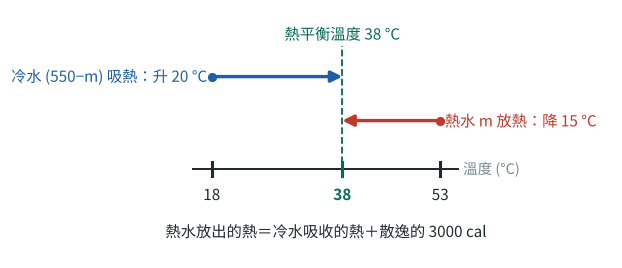 熱平衡溫度 38 °C
冷水 (550−m) 吸熱：升 20 °C
熱水 m 放熱：降 15 °C
溫度 (°C)
18 38 53
熱水放出的熱＝冷水吸收的熱＋散逸的 3000 cal